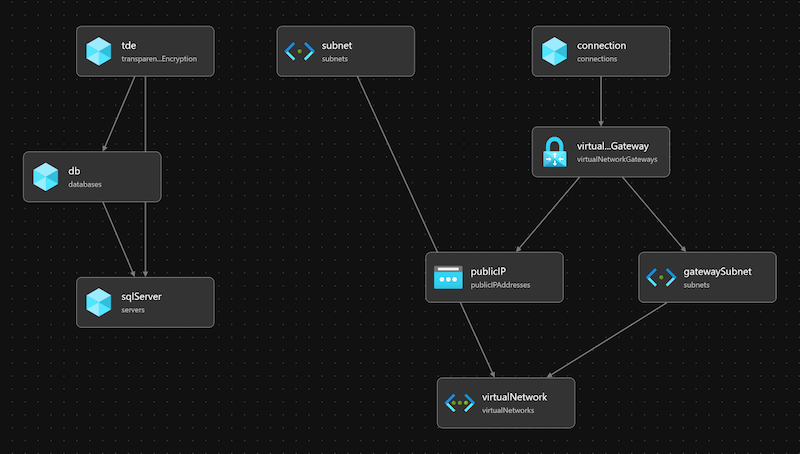 tde
transparen...Encryption
subnet
subnets
connection
connections
virtual...Gateway
virtualNetworkGateways
db
databases
publicIP
publicIPAddresses
gatewaySubnet
subnets
sqlServer
servers
virtualNetwork
virtualNetworks